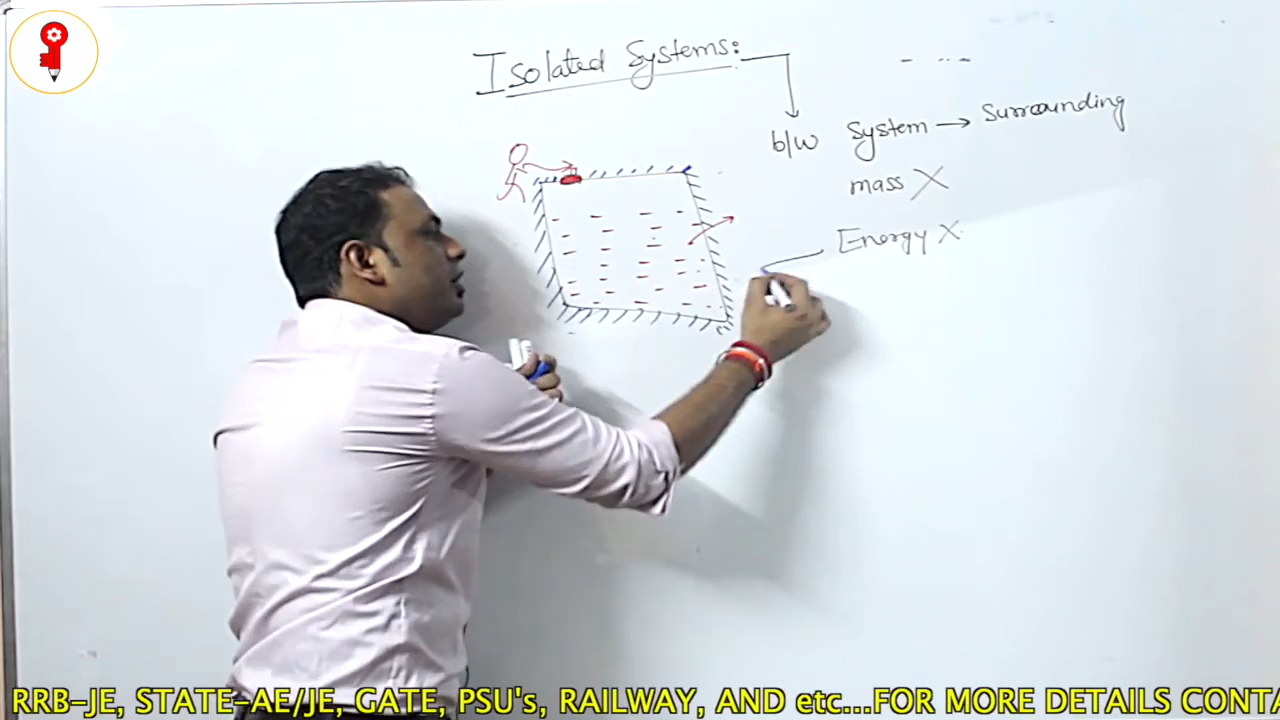 Isolated Systems:
b/w System → Surrounding
mass X
Energy X
RRB-JE, STATE-AE/JE, GATE, PSU's, RAILWAY, AND etc...FOR MORE DETAILS CONTA